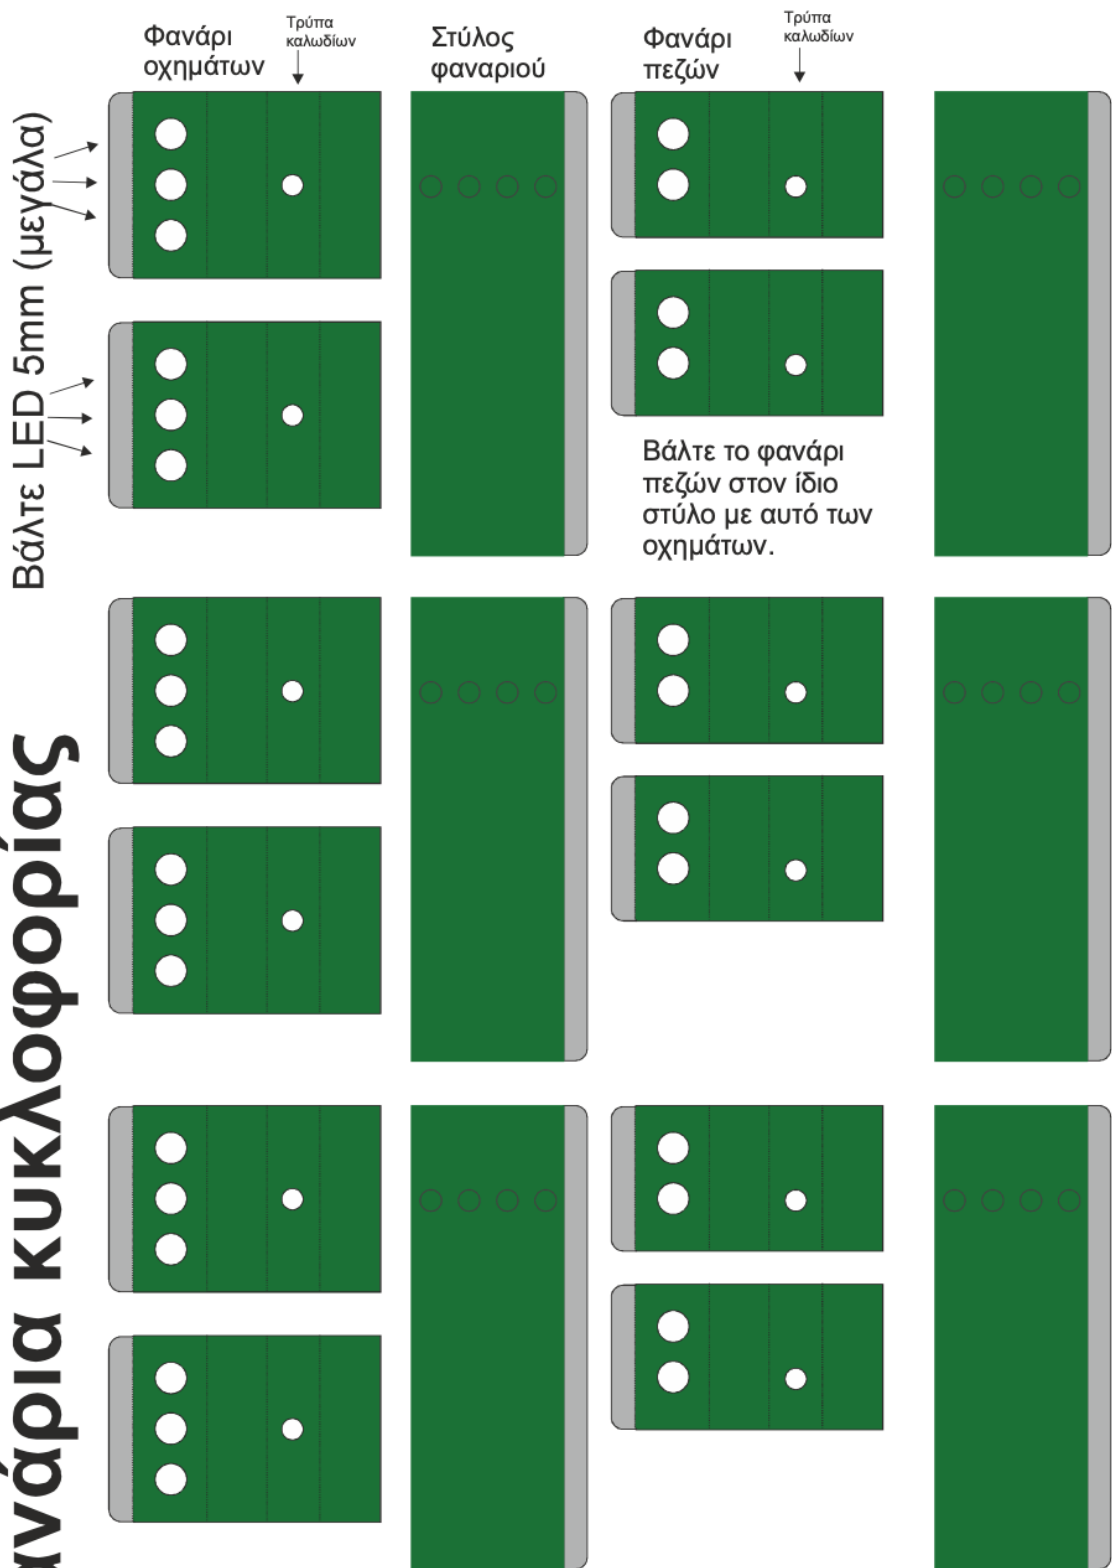 Φανάρι
οχημάτων
Τρύπα
καλωδίων
Στύλος
φαναριού
Φανάρι
πεζών
Τρύπα
καλωδίων
Βάλτε LED 5mm (μεγάλα)
Βάλτε το φανάρι
πεζών στον ίδιο
στύλο με αυτό των
οχημάτων.
κυκλοφορίας